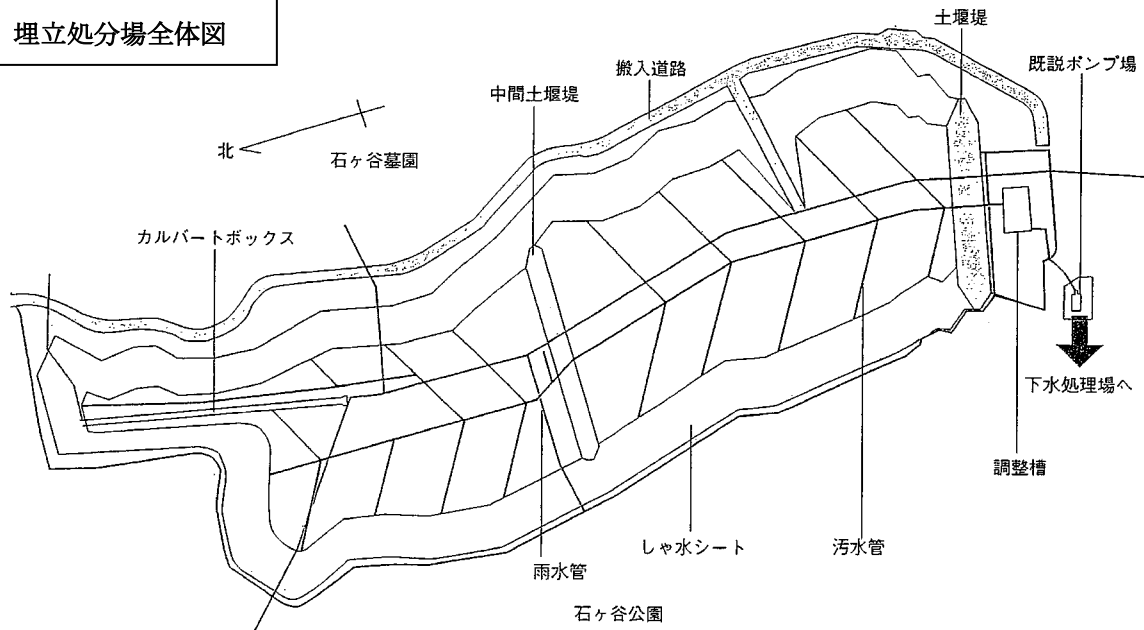 埋立処分場全体図
土堰堤
既説ポンプ場
搬入道路
中間土堰堤
北
石ヶ谷墓園
カルバートボックス
下水処理場へ
調整槽
しゃ水シート
汚水管
雨水管
石ヶ谷公園